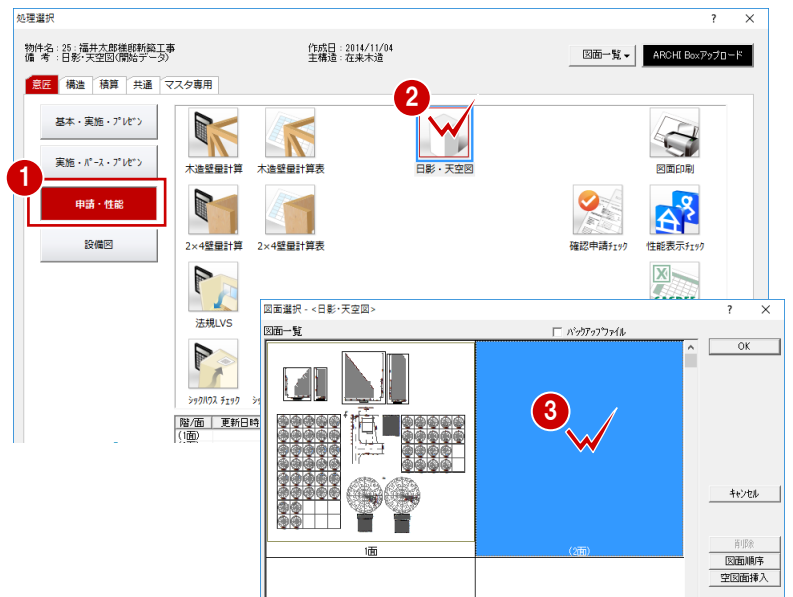 処理選択
? ×
物件名：25：福井太郎様邸新築工事
備 考：日影・天空図(開始データ)
作成日：2014/11/04
主構造：在来木造
図面一覧
ARCHI Boxアップロード
意匠 構造 積算 共通 マスタ専用
基本・実施・ﾌﾟﾚｾﾞﾝ
実施・ﾊﾟｰｽ・ﾌﾟﾚｾﾞﾝ
申請・性能
設備図
1
2
木造壁量計算 木造壁量計算表 日影・天空図 図面印刷
2×4壁量計算 2×4壁量計算表 確認申請ﾁｪｯｸ 性能表示ﾁｪｯｸ
法規LVS
ｼｯｸﾊｳｽ ﾁｪｯｸ
階/面 更新日時
(1面)
図面選択 - <日影・天空図>
? ×
図面一覧
ﾊﾞｯｸｱｯﾌﾟﾌｧｲﾙ
OK
3
ｷｬﾝｾﾙ
削除
図面順序
空図面挿入
1面
(2面)